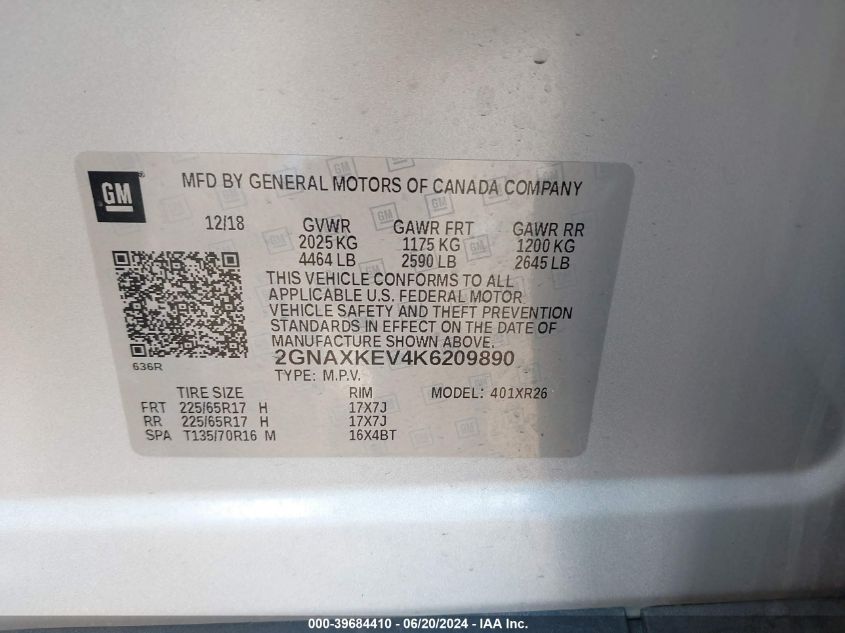 GM
MFD BY GENERAL MOTORS OF CANADA COMPANY
12/18 GVWR GAWR FRT GAWR RR
2025 KG 1175 KG 1200 KG
4464 LB 2590 LB 2645 LB
THIS VEHICLE CONFORMS TO ALL
APPLICABLE U.S. FEDERAL MOTOR
VEHICLE SAFETY AND THEFT PREVENTION
STANDARDS IN EFFECT ON THE DATE OF
MANUFACTURE SHOWN ABOVE.
636R
2GNAXKEV4K6209890
TYPE: M.P.V.
TIRE SIZE RIM MODEL: 401XR26
FRT 225/65R17 H 17X7J
RR 225/65R17 H 17X7J
SPA T135/70R16 M 16X4BT
000-39684410 - 06/20/2024 - IAAI.COM